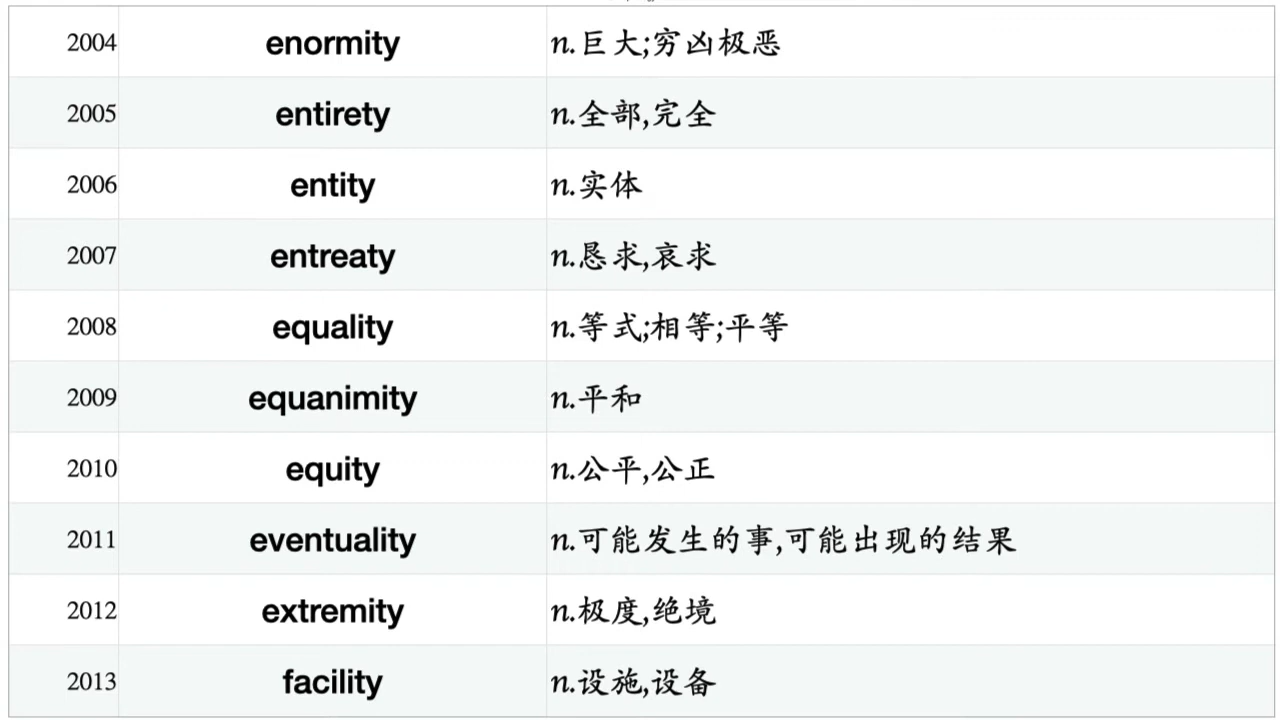 2004 enormity n.巨大;穷凶极恶
2005 entirety n.全部,完全
2006 entity n.实体
2007 entreaty n.恳求,哀求
2008 equality n.等式;相等;平等
2009 equanimity n.平和
2010 equity n.公平,公正
2011 eventuality n.可能发生的事,可能出现的结果
2012 extremity n.极度,绝境
2013 facility n.设施,设备